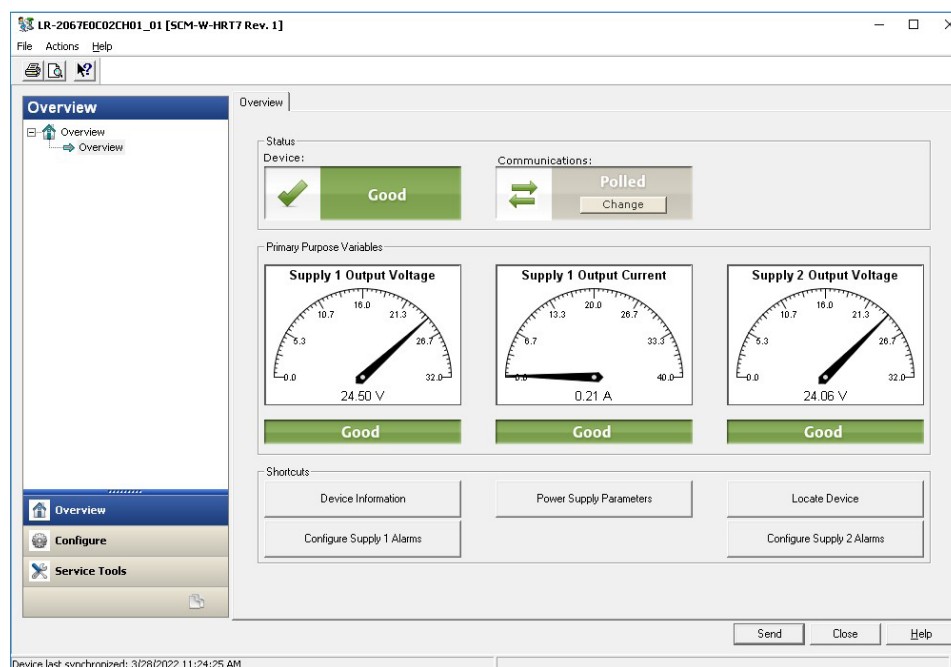 LR-2067E0C02CH01_01 [SCM-W-HRT7 Rev. 1]
File Actions Help
Overview
Overview
Overview
Overview
Status
Device:
Good
Communications:
Polled
Change
Primary Purpose Variables
Supply 1 Output Voltage
0.0 5.3 10.7 16.0 21.3 26.7 32.0
24.50 V
Good
Supply 1 Output Current
0.0 6.7 13.3 20.0 26.7 33.3 40.0
0.21 A
Good
Supply 2 Output Voltage
0.0 5.3 10.7 16.0 21.3 26.7 32.0
24.06 V
Good
Shortcuts
Device Information
Power Supply Parameters
Locate Device
Configure Supply 1 Alarms
Configure Supply 2 Alarms
Overview
Configure
Service Tools
Send
Close
Help
Device last synchronized: 3/28/2022 11:24:25 AM